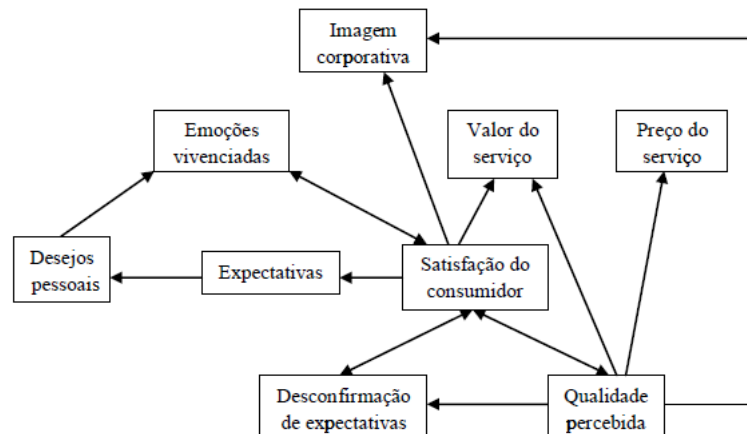 Imagem
corporativa
Emoções
vivenciadas
Valor do
serviço
Preço do
serviço
Desejos
pessoais
Expectativas
Satisfação do
consumidor
Desconfirmação
de expectativas
Qualidade
percebida